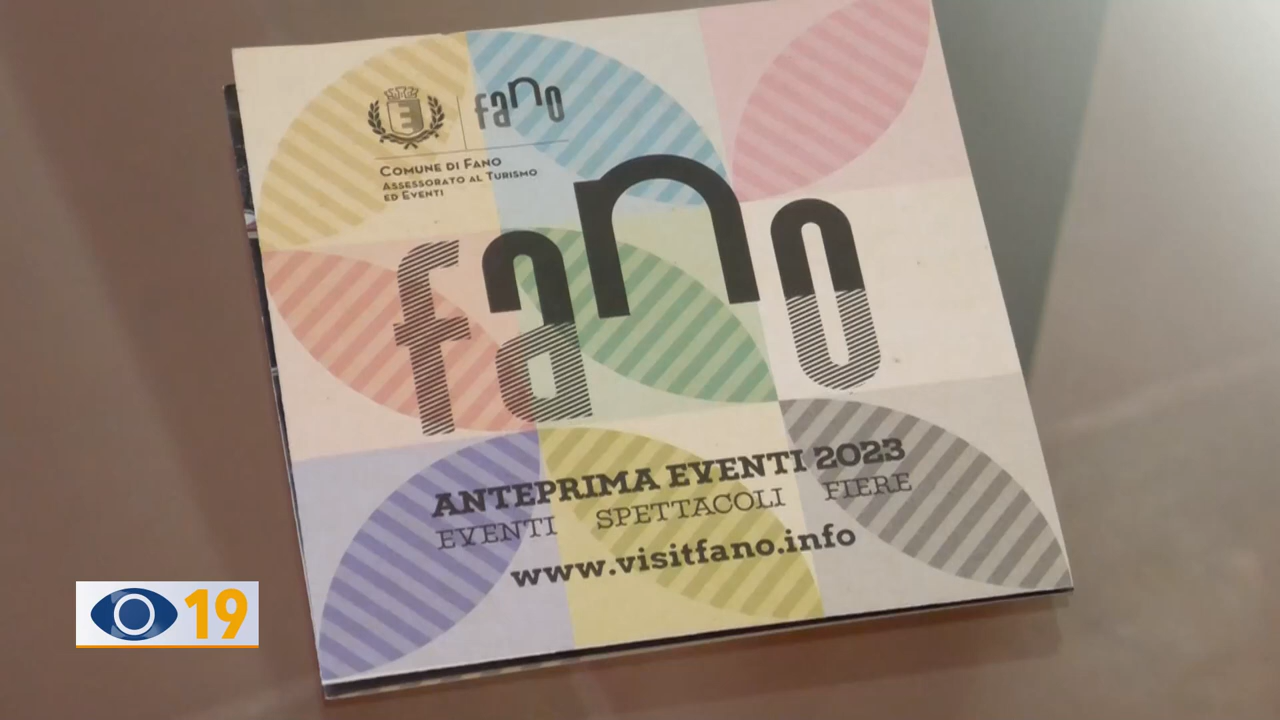 fano
COMUNE DI FANO
ASSESSORATO AL TURISMO
ED EVENTI
fano
ANTEPRIMA EVENTI 2023
EVENTI SPETTACOLI FIERE
www.visitfano.info
19